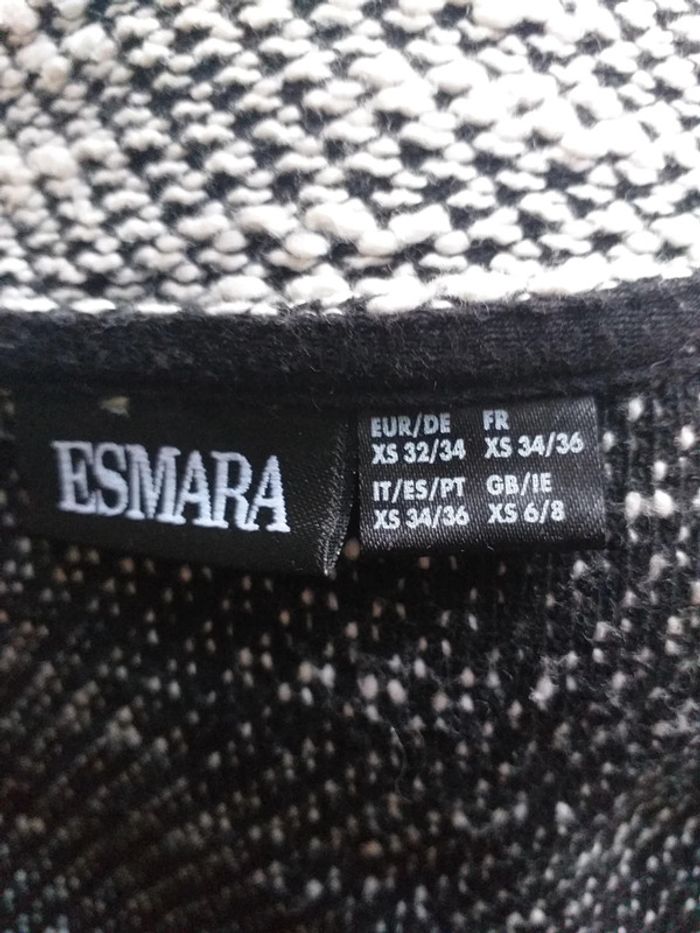 ESMARA
EUR/DE FR
XS 32/34 XS 34/36
IT/ES/PT GB/IE
XS 34/36 XS 6/8